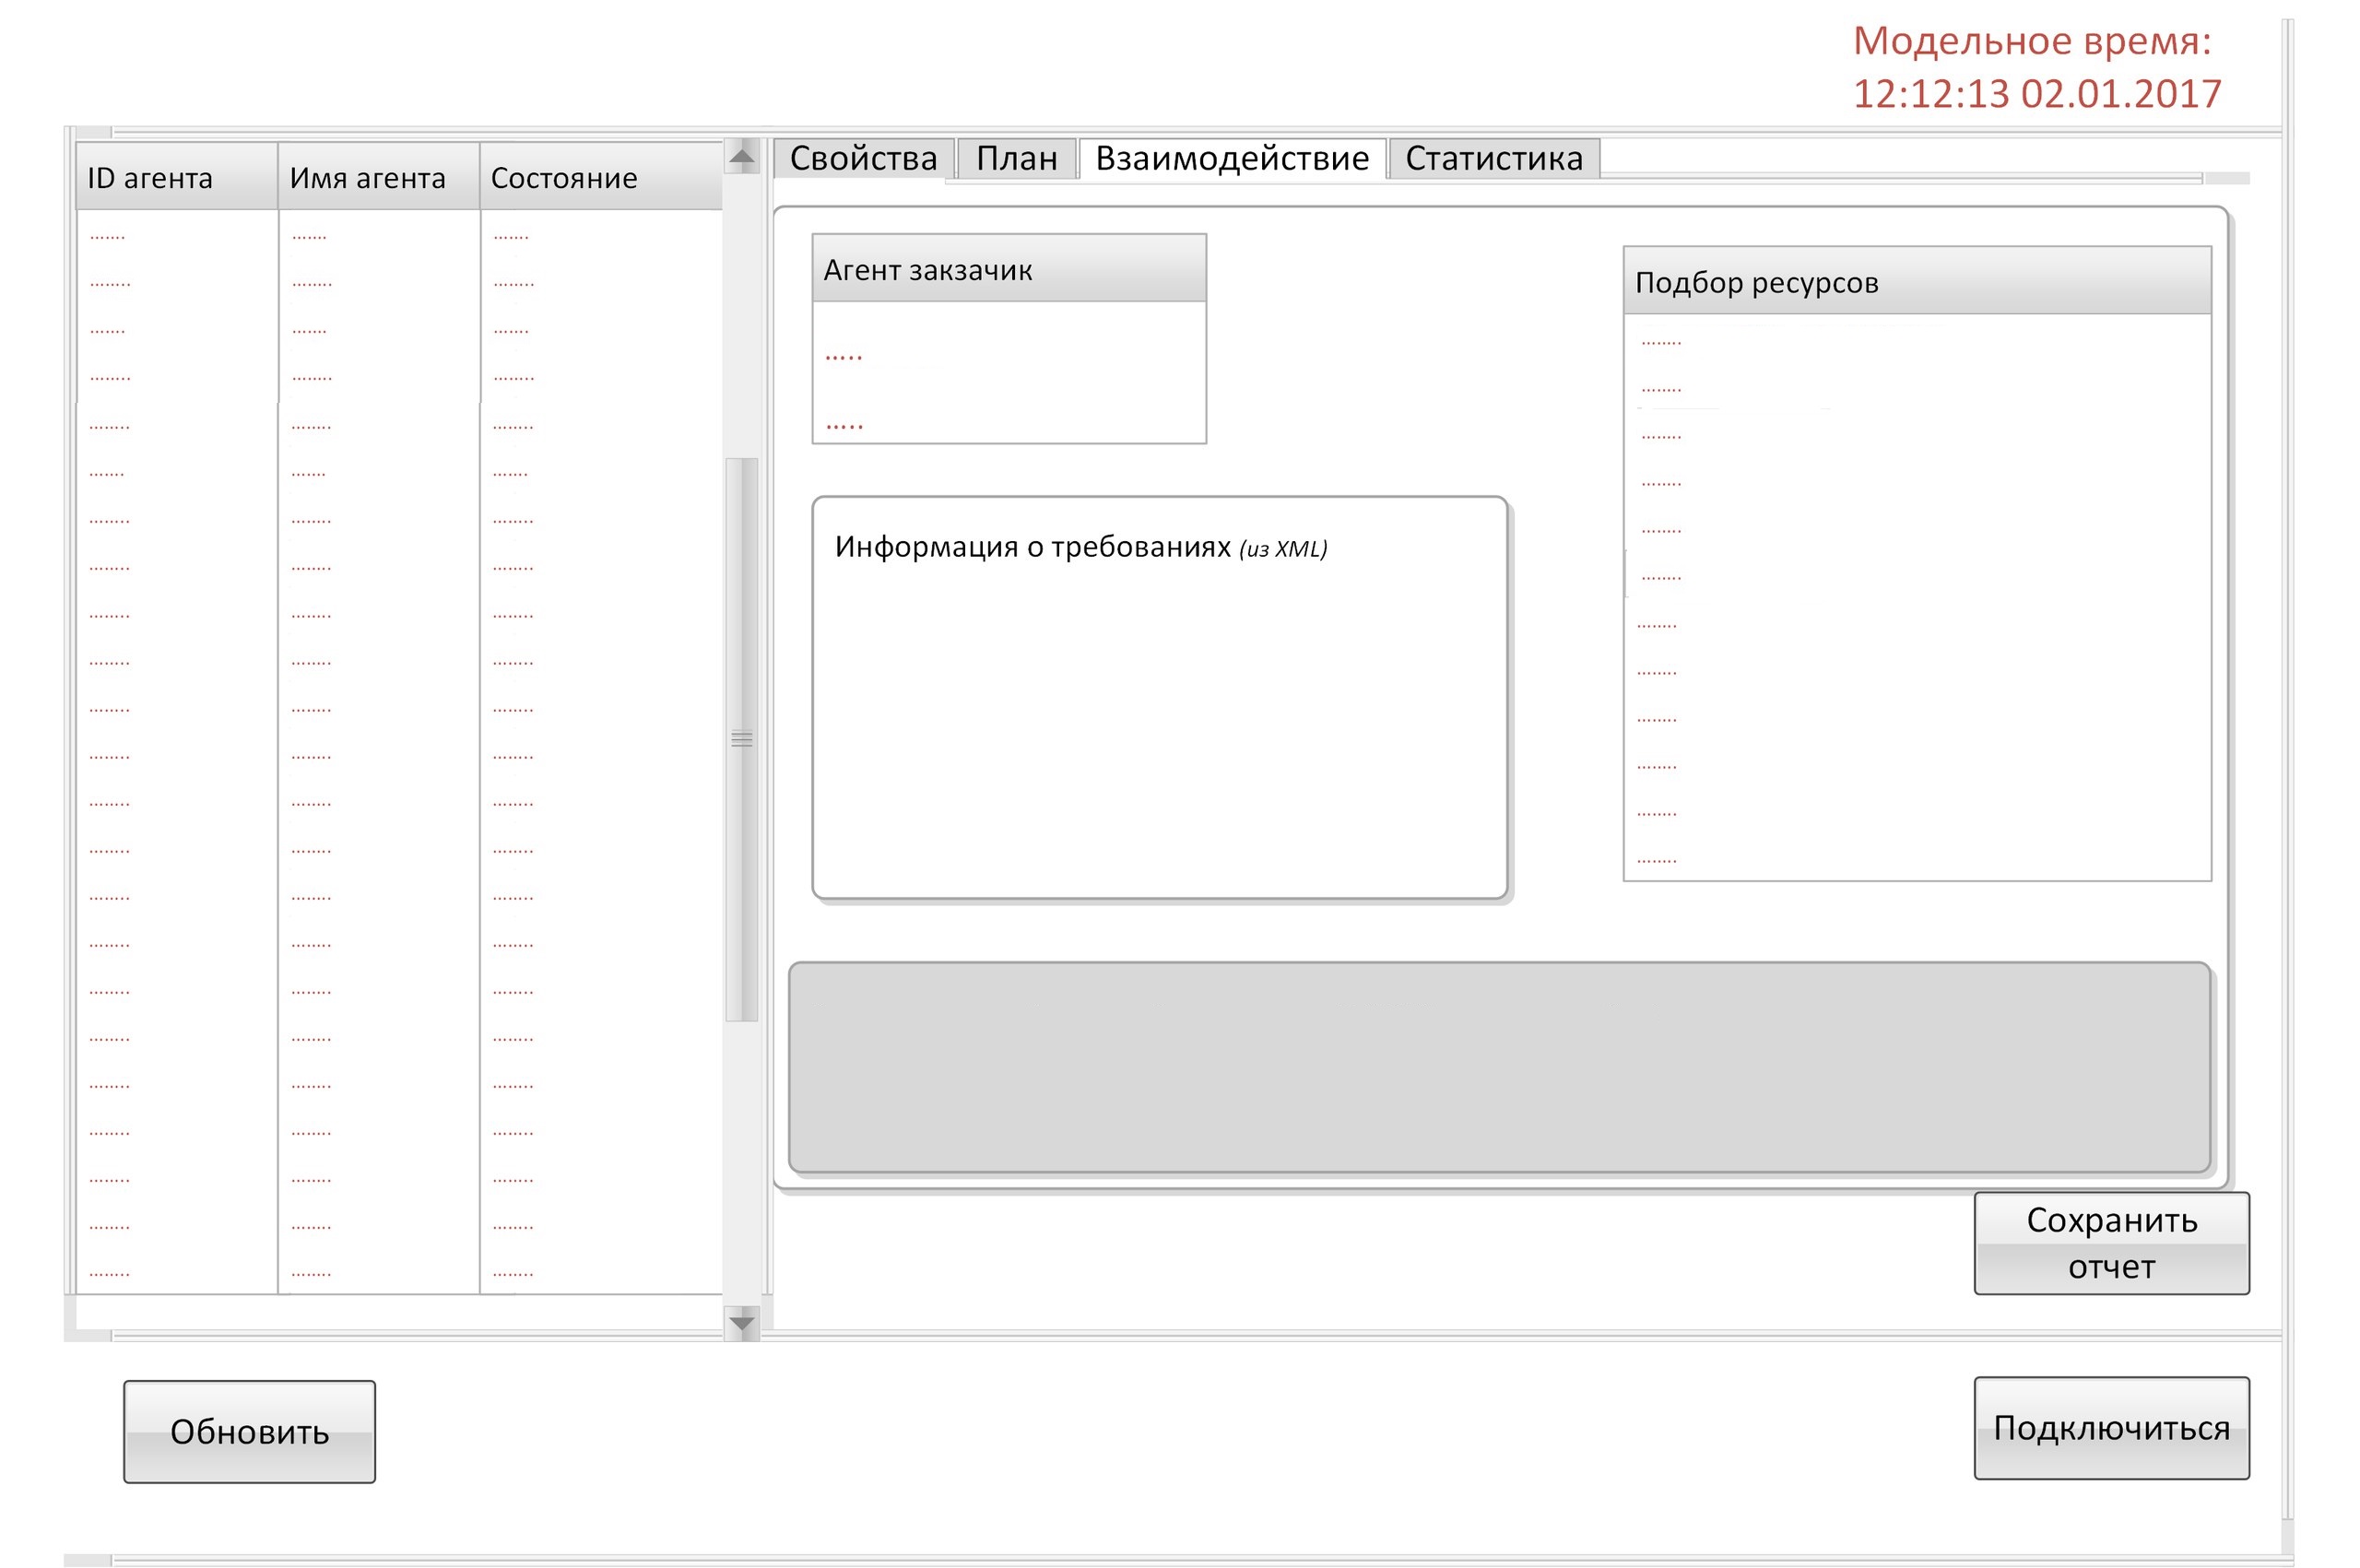 Модельное время:
12:12:13 02.01.2017
ID агента
Имя агента
Состояние
Свойства
План
Взаимодействие
Статистика
Агент закзачик
.....
.....
Подбор ресурсов
Информация о требованиях (из XML)
Сохранить
отчет
Обновить
Подключиться